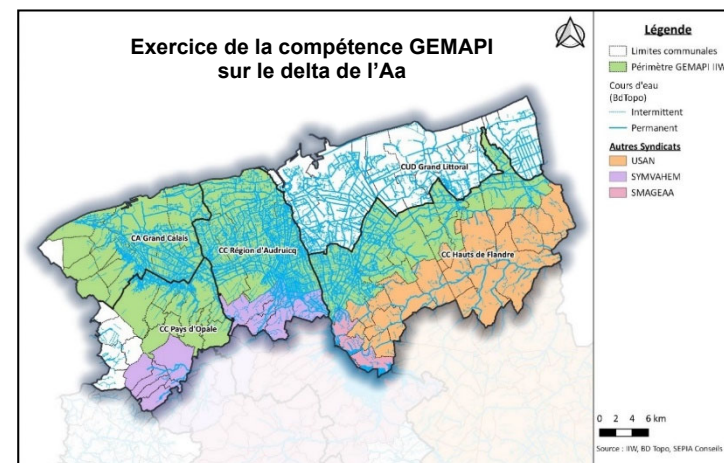 Exercice de la compétence GEMAPI
sur le delta de l'Aa
CUD Grand Littoral
CA Grand Calais
CC Région d'Audruicq
CC Hauts de Flandre
CC Pays d'Opale
Légende
Limites communales
Périmètre GEMAPI IIW
Cours d'eau
(BdTopo)
Intermittent
Permanent
Autres Syndicats
USAN
SYMVAHEM
SMAGEAA
0 2 4 6 km
Source : IIW, BD Topo, SEPIA Conseils